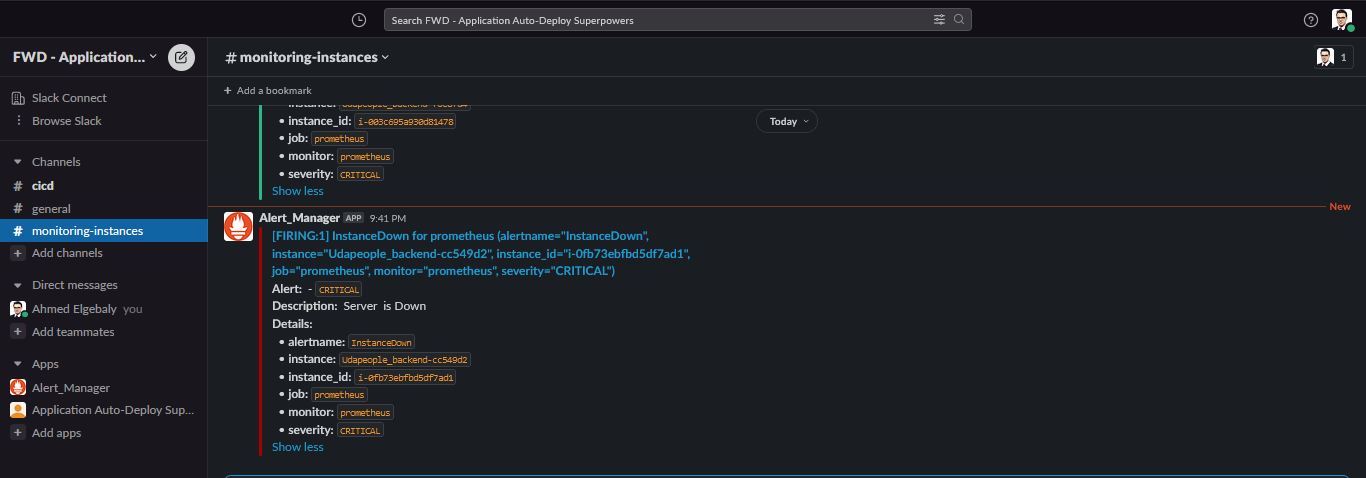 Search FWD - Application Auto-Deploy Superpowers
FWD - Application...
Slack Connect
Browse Slack
Channels
# cicd
# general
# monitoring-instances
+ Add channels
Direct messages
Ahmed Elgebaly you
+ Add teammates
Apps
Alert_Manager
Application Auto-Deploy Sup...
+ Add apps
# monitoring-instances
1
+ Add a bookmark
Today
• instance_id: i-003c695a930d81478
• job: prometheus
• monitor: prometheus
• severity: CRITICAL
Show less
New
Alert_Manager APP 9:41 PM
[FIRING:1] InstanceDown for prometheus (alertname="InstanceDown",
instance="Udapeople_backend-cc549d2", instance_id="i-0fb73ebfbd5df7ad1",
job="prometheus", monitor="prometheus", severity="CRITICAL")
Alert: - CRITICAL
Description: Server is Down
Details:
• alertname: InstanceDown
• instance: Udapeople_backend-cc549d2
• instance_id: i-0fb73ebfbd5df7ad1
• job: prometheus
• monitor: prometheus
• severity: CRITICAL
Show less